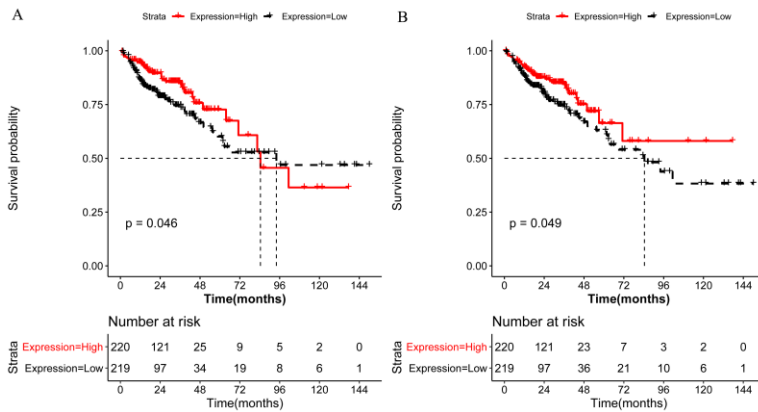 A
Strata Expression=High Expression=Low
1.00
0.75
0.50
0.25
0.00
Survival probability
p = 0.046
0 24 48 72 96 120 144
Time(months)
Number at risk
Strata
Expression=High 220 121 25 9 5 2 0
Expression=Low 219 97 34 19 8 6 1
0 24 48 72 96 120 144
Time(months)
B
Strata Expression=High Expression=Low
1.00
0.75
0.50
0.25
0.00
Survival probability
p = 0.049
0 24 48 72 96 120 144
Time(months)
Number at risk
Strata
Expression=High 220 121 23 7 3 2 0
Expression=Low 219 97 36 21 10 6 1
0 24 48 72 96 120 144
Time(months)